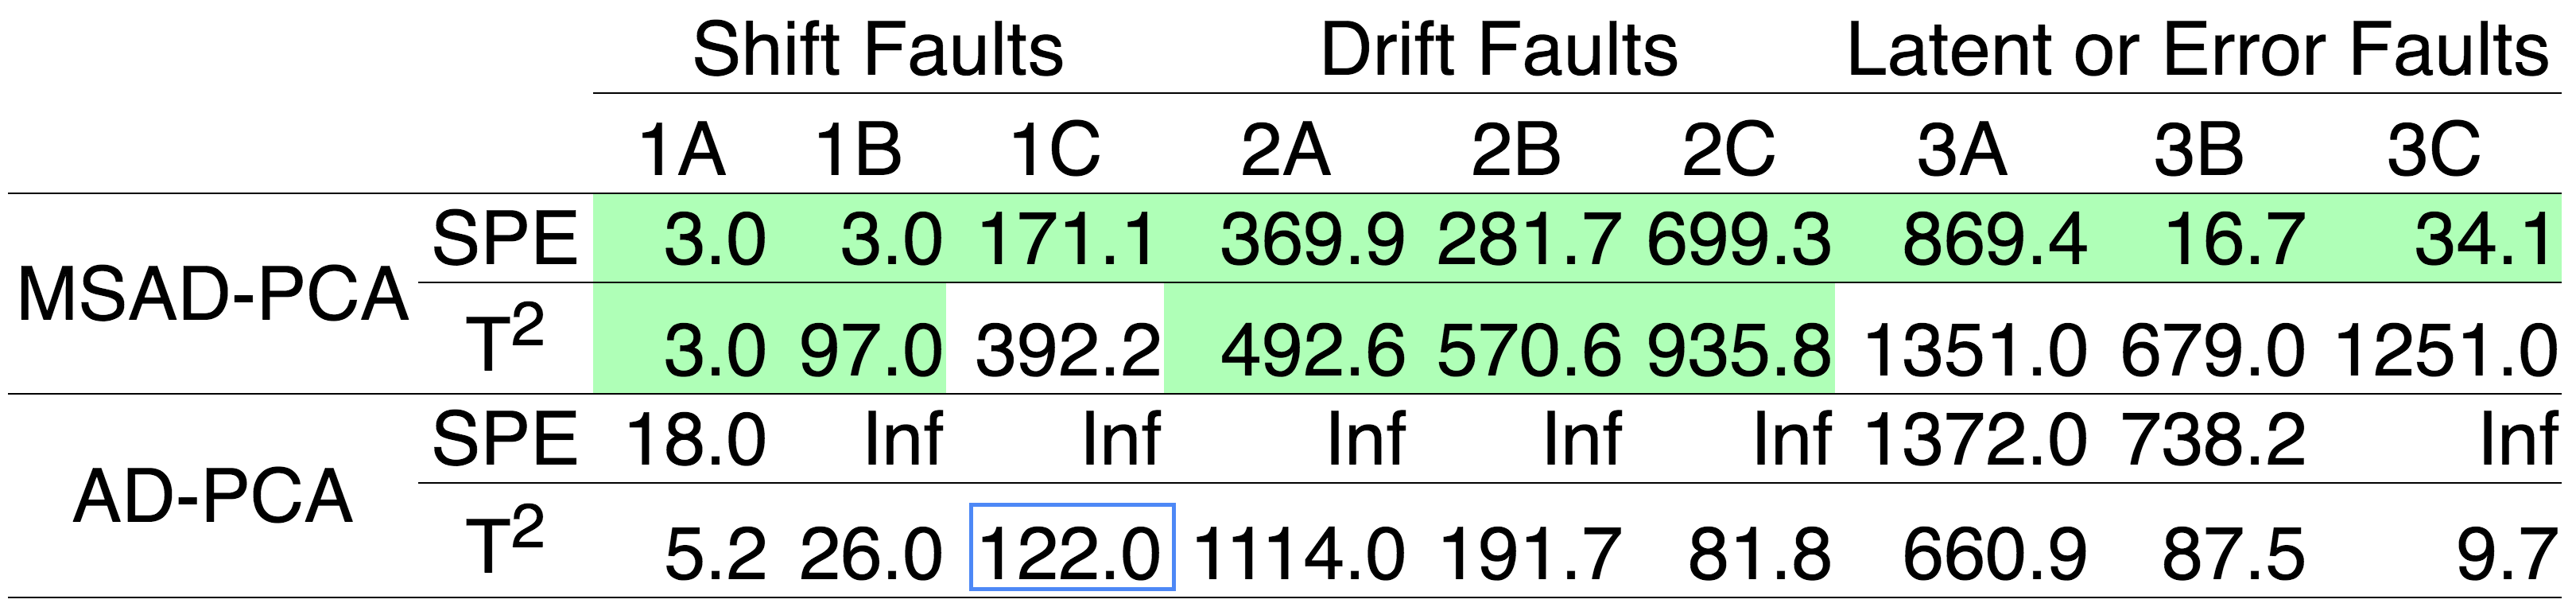 Shift Faults Drift Faults Latent or Error Faults
1A 1B 1C 2A 2B 2C 3A 3B 3C
MSAD-PCA SPE 3.0 3.0 171.1 369.9 281.7 699.3 869.4 16.7 34.1
T² 3.0 97.0 392.2 492.6 570.6 935.8 1351.0 679.0 1251.0
AD-PCA SPE 18.0 Inf Inf Inf Inf Inf 1372.0 738.2 Inf
T² 5.2 26.0 122.0 1114.0 191.7 81.8 660.9 87.5 9.7